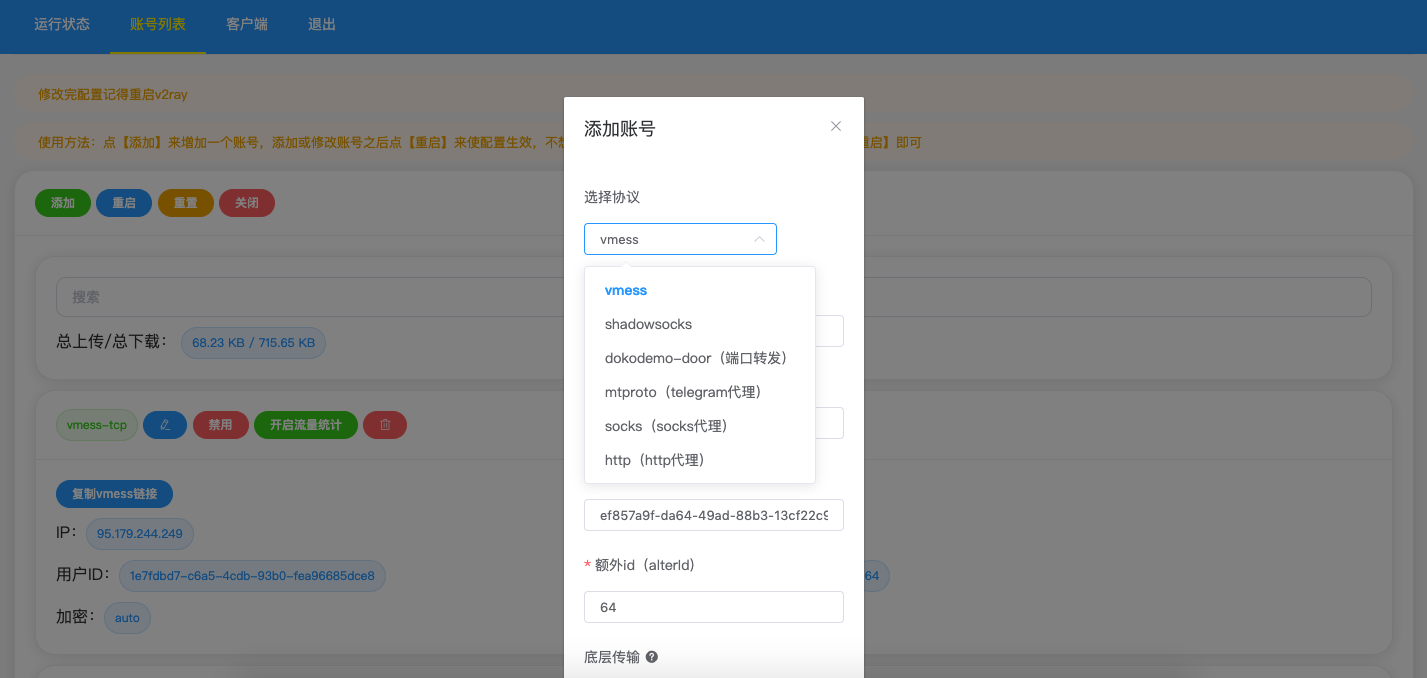 运行状态 账号列表 客户端 退出
修改完配置记得重启v2ray
使用方法：点【添加】来增加一个账号，添加或修改账号之后点【重启】来使配置生效，不想
重启】即可
添加 重启 重置 关闭
搜索
总上传/总下载： 68.23 KB / 715.65 KB
vmess-tcp 禁用 开启流量统计
复制vmess链接
IP： 95.179.244.249
用户ID： 1e7fdbd7-c6a5-4cdb-93b0-fea96685dce8
64
加密： auto
添加账号
选择协议
vmess
vmess
shadowsocks
dokodemo-door（端口转发）
mtproto（telegram代理）
socks（socks代理）
http（http代理）
ef857a9f-da64-49ad-88b3-13cf22c9
* 额外id（alterId）
64
底层传输